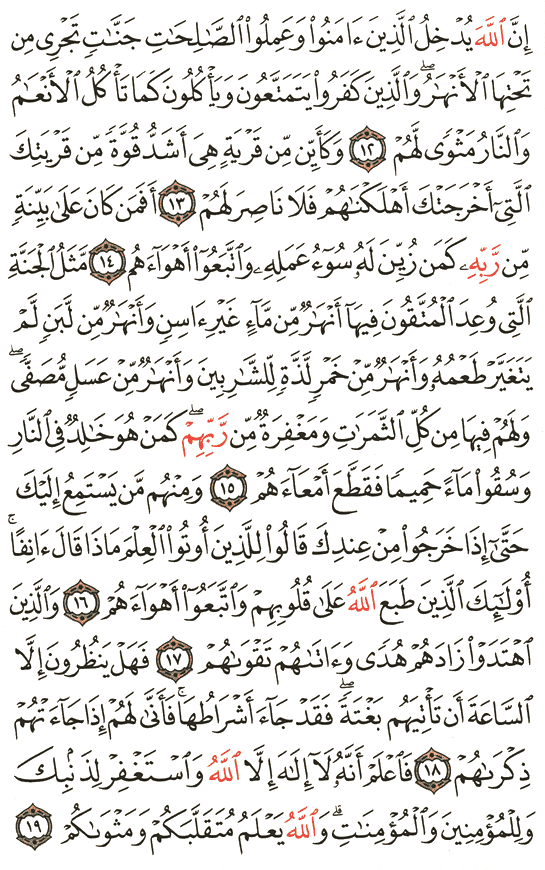 إِنَّ ٱللَّهَ يُدۡخِلُ ٱلَّذِينَ ءَامَنُواْ وَعَمِلُواْ ٱلصَّٰلِحَٰتِ جَنَّٰتٖ تَجۡرِي مِن
تَحۡتِهَا ٱلۡأَنۡهَٰرُۖ وَٱلَّذِينَ كَفَرُواْ يَتَمَتَّعُونَ وَيَأۡكُلُونَ كَمَا تَأۡكُلُ ٱلۡأَنۡعَٰمُ
وَٱلنَّارُ مَثۡوٗى لَّهُمۡ ١٢ وَكَأَيِّن مِّن قَرۡيَةٍ هِيَ أَشَدُّ قُوَّةٗ مِّن قَرۡيَتِكَ
ٱلَّتِيٓ أَخۡرَجَتۡكَ أَهۡلَكۡنَٰهُمۡ فَلَا نَاصِرَ لَهُمۡ ١٣ أَفَمَن كَانَ عَلَىٰ بَيِّنَةٖ
مِّن رَّبِّهِۦ كَمَن زُيِّنَ لَهُۥ سُوٓءُ عَمَلِهِۦ وَٱتَّبَعُوٓاْ أَهۡوَآءَهُم ١٤ مَّثَلُ ٱلۡجَنَّةِ
ٱلَّتِي وُعِدَ ٱلۡمُتَّقُونَۖ فِيهَآ أَنۡهَٰرٞ مِّن مَّآءٍ غَيۡرِ ءَاسِنٖ وَأَنۡهَٰرٞ مِّن لَّبَنٖ لَّمۡ
يَتَغَيَّرۡ طَعۡمُهُۥ وَأَنۡهَٰرٞ مِّنۡ خَمۡرٖ لَّذَّةٖ لِّلشَّٰرِبِينَ وَأَنۡهَٰرٞ مِّنۡ عَسَلٖ مُّصَفّٗىۖ
وَلَهُمۡ فِيهَا مِن كُلِّ ٱلثَّمَرَٰتِ وَمَغۡفِرَةٞ مِّن رَّبِّهِمۡۖ كَمَنۡ هُوَ خَٰلِدٞ فِي ٱلنَّارِ
وَسُقُواْ مَآءً حَمِيمٗا فَقَطَّعَ أَمۡعَآءَهُمۡ ١٥ وَمِنۡهُم مَّن يَسۡتَمِعُ إِلَيۡكَ
حَتَّىٰٓ إِذَا خَرَجُواْ مِنۡ عِندِكَ قَالُواْ لِلَّذِينَ أُوتُواْ ٱلۡعِلۡمَ مَاذَا قَالَ ءَانِفًاۚ
أُوْلَٰٓئِكَ ٱلَّذِينَ طَبَعَ ٱللَّهُ عَلَىٰ قُلُوبِهِمۡ وَٱتَّبَعُوٓاْ أَهۡوَآءَهُمۡ ١٦ وَٱلَّذِينَ
ٱهۡتَدَوۡاْ زَادَهُمۡ هُدٗى وَءَاتَىٰهُمۡ تَقۡوَىٰهُمۡ ١٧ فَهَلۡ يَنظُرُونَ إِلَّا
ٱلسَّاعَةَ أَن تَأۡتِيَهُم بَغۡتَةٗۖ فَقَدۡ جَآءَ أَشۡرَاطُهَاۚ فَأَنَّىٰ لَهُمۡ إِذَا جَآءَتۡهُمۡ
ذِكۡرَىٰهُمۡ ١٨ فَٱعۡلَمۡ أَنَّهُۥ لَآ إِلَٰهَ إِلَّا ٱللَّهُ وَٱسۡتَغۡفِرۡ لِذَنۢبِكَ
وَلِلۡمُؤۡمِنِينَ وَٱلۡمُؤۡمِنَٰتِۗ وَٱللَّهُ يَعۡلَمُ مُتَقَلَّبَكُمۡ وَمَثۡوَىٰكُمۡ ١٩